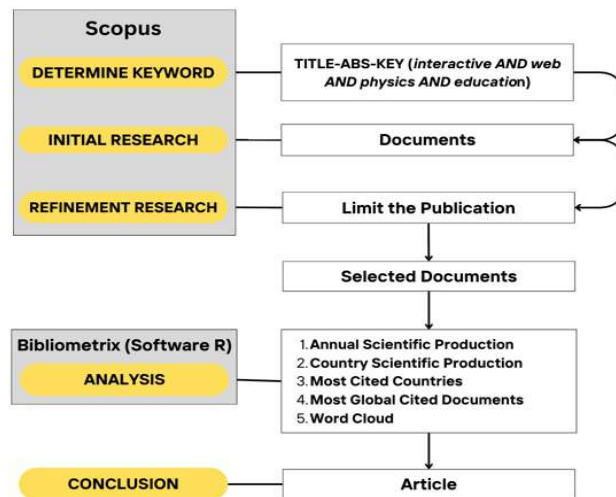 Scopus
DETERMINE KEYWORD
TITLE-ABS-KEY (interactive AND web
AND physics AND education)
INITIAL RESEARCH
Documents
REFINEMENT RESEARCH
Limit the Publication
Selected Documents
Bibliometrix (Software R)
ANALYSIS
1. Annual Scientific Production
2. Country Scientific Production
3. Most Cited Countries
4. Most Global Cited Documents
5. Word Cloud
CONCLUSION
Article